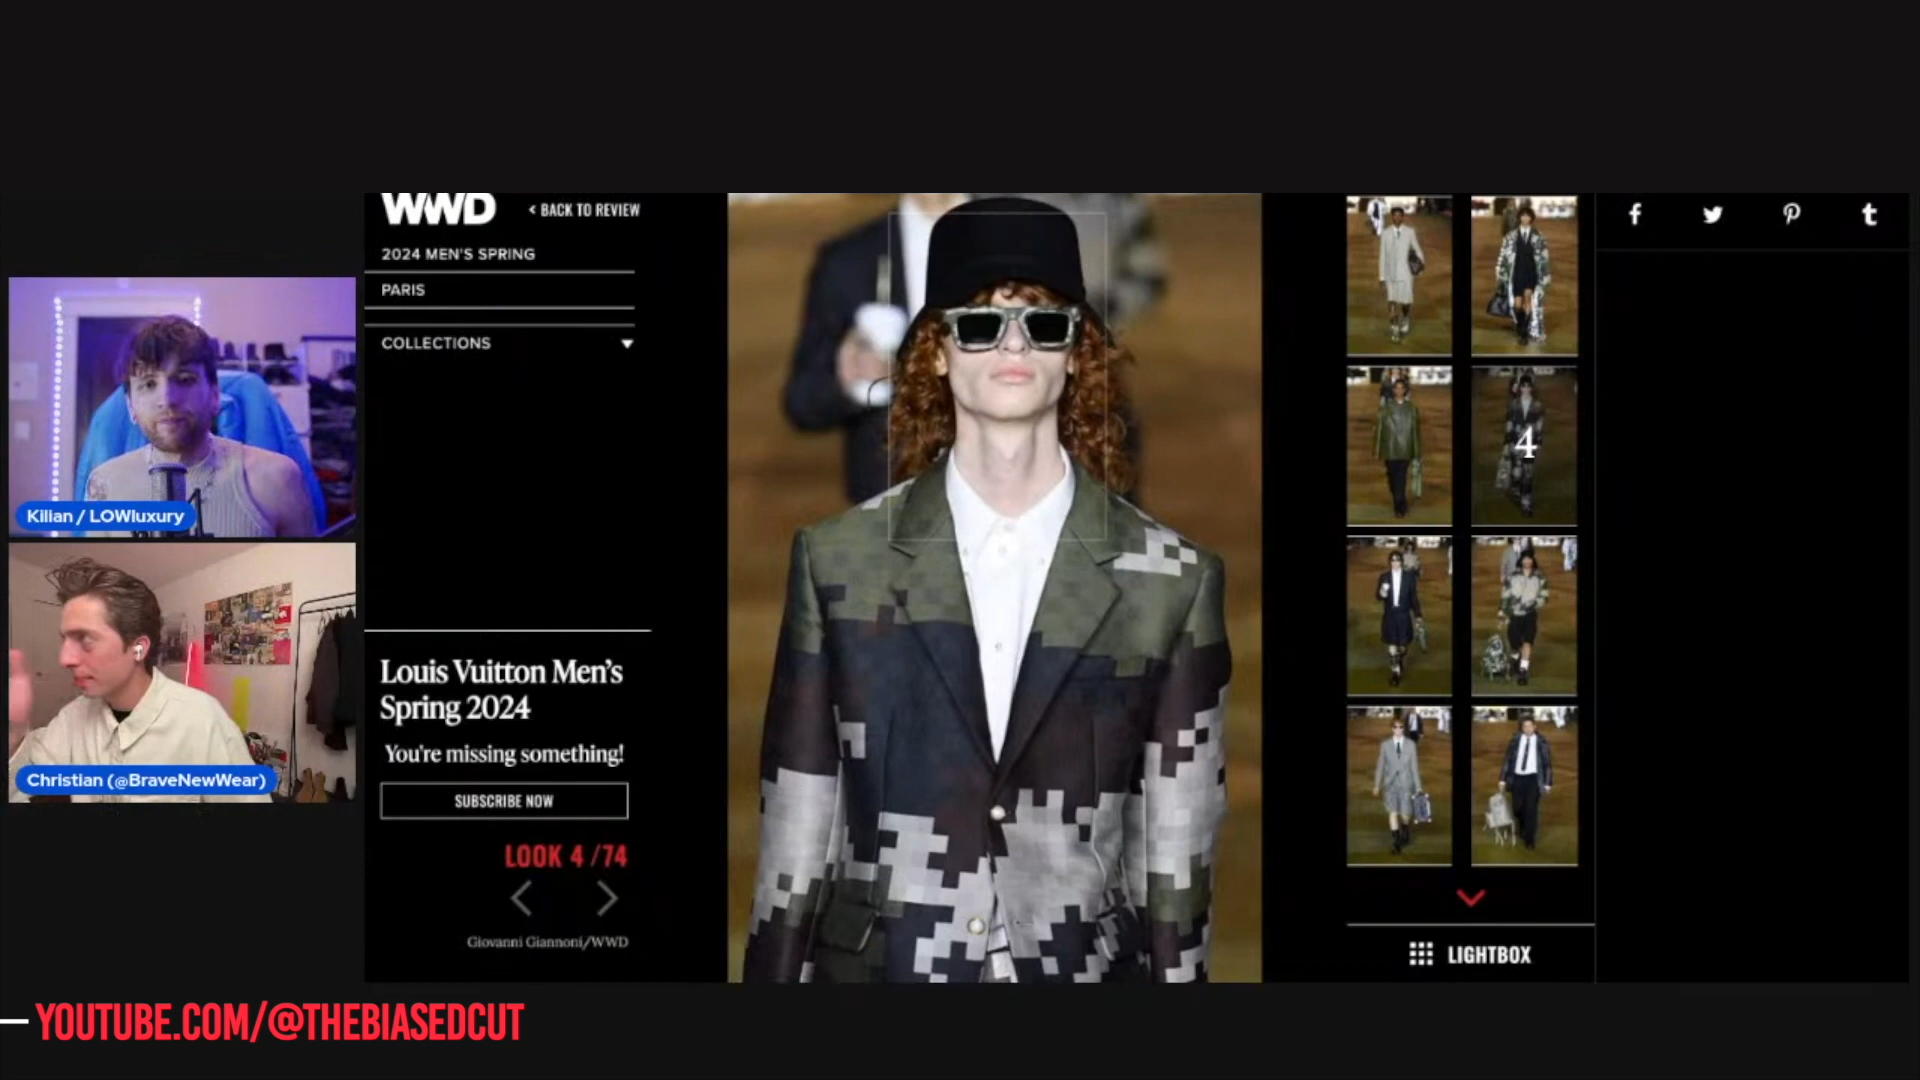 WWD
< BACK TO REVIEW
2024 MEN'S SPRING
PARIS
COLLECTIONS
Kilian / LOWluxury
Christian (@BraveNewWear)
Louis Vuitton Men's
Spring 2024
You're missing something!
SUBSCRIBE NOW
LOOK 4 /74
Giovanni Giannoni/WWD
4
LIGHTBOX
YOUTUBE.COM/@THEBIASEDCUT